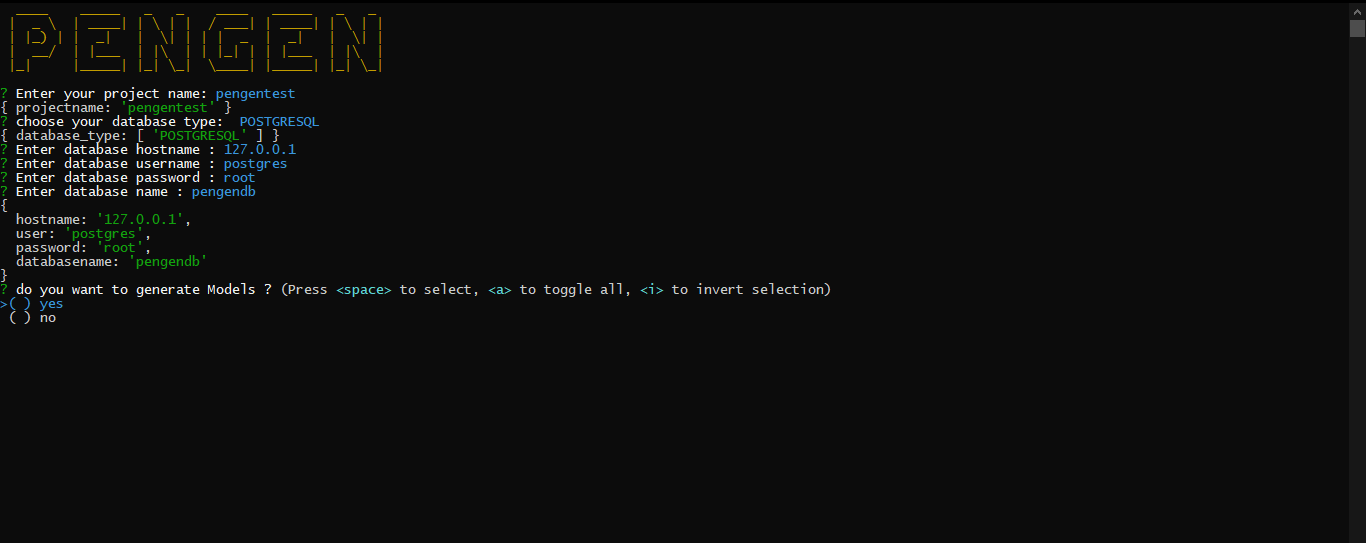 PENGEN
? Enter your project name: pengentest
{ projectname: 'pengentest' }
? choose your database type:  POSTGRESQL
{ database_type: [ 'POSTGRESQL' ] }
? Enter database hostname : 127.0.0.1
? Enter database username : postgres
? Enter database password : root
? Enter database name : pengendb
{
  hostname: '127.0.0.1',
  user: 'postgres',
  password: 'root',
  databasename: 'pengendb'
}
? do you want to generate Models ? (Press <space> to select, <a> to toggle all, <i> to invert selection)
>( ) yes
 ( ) no